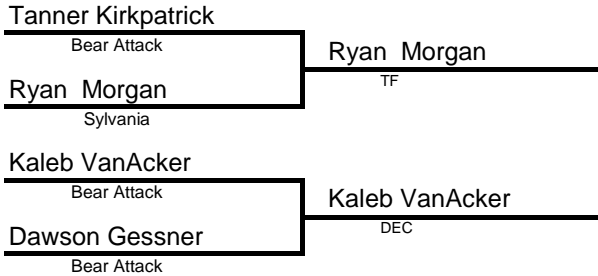 Tanner Kirkpatrick
Bear Attack
Ryan  Morgan
TF
Ryan  Morgan
Sylvania
Kaleb VanAcker
Bear Attack
Kaleb VanAcker
DEC
Dawson Gessner
Bear Attack